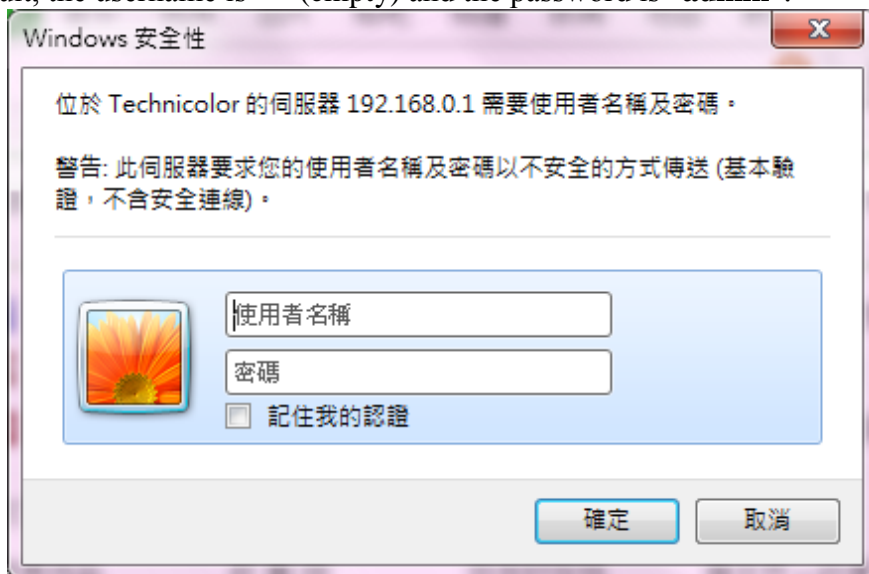 the username is "" (empty) and the password is
Windows 安全性
位於 Technicolor 的伺服器 192.168.0.1 需要使用者名稱及密碼。
警告: 此伺服器要求您的使用者名稱及密碼以不安全的方式傳送 (基本驗
證，不含安全連線)。
使用者名稱
密碼
記住我的認證
確定
取消